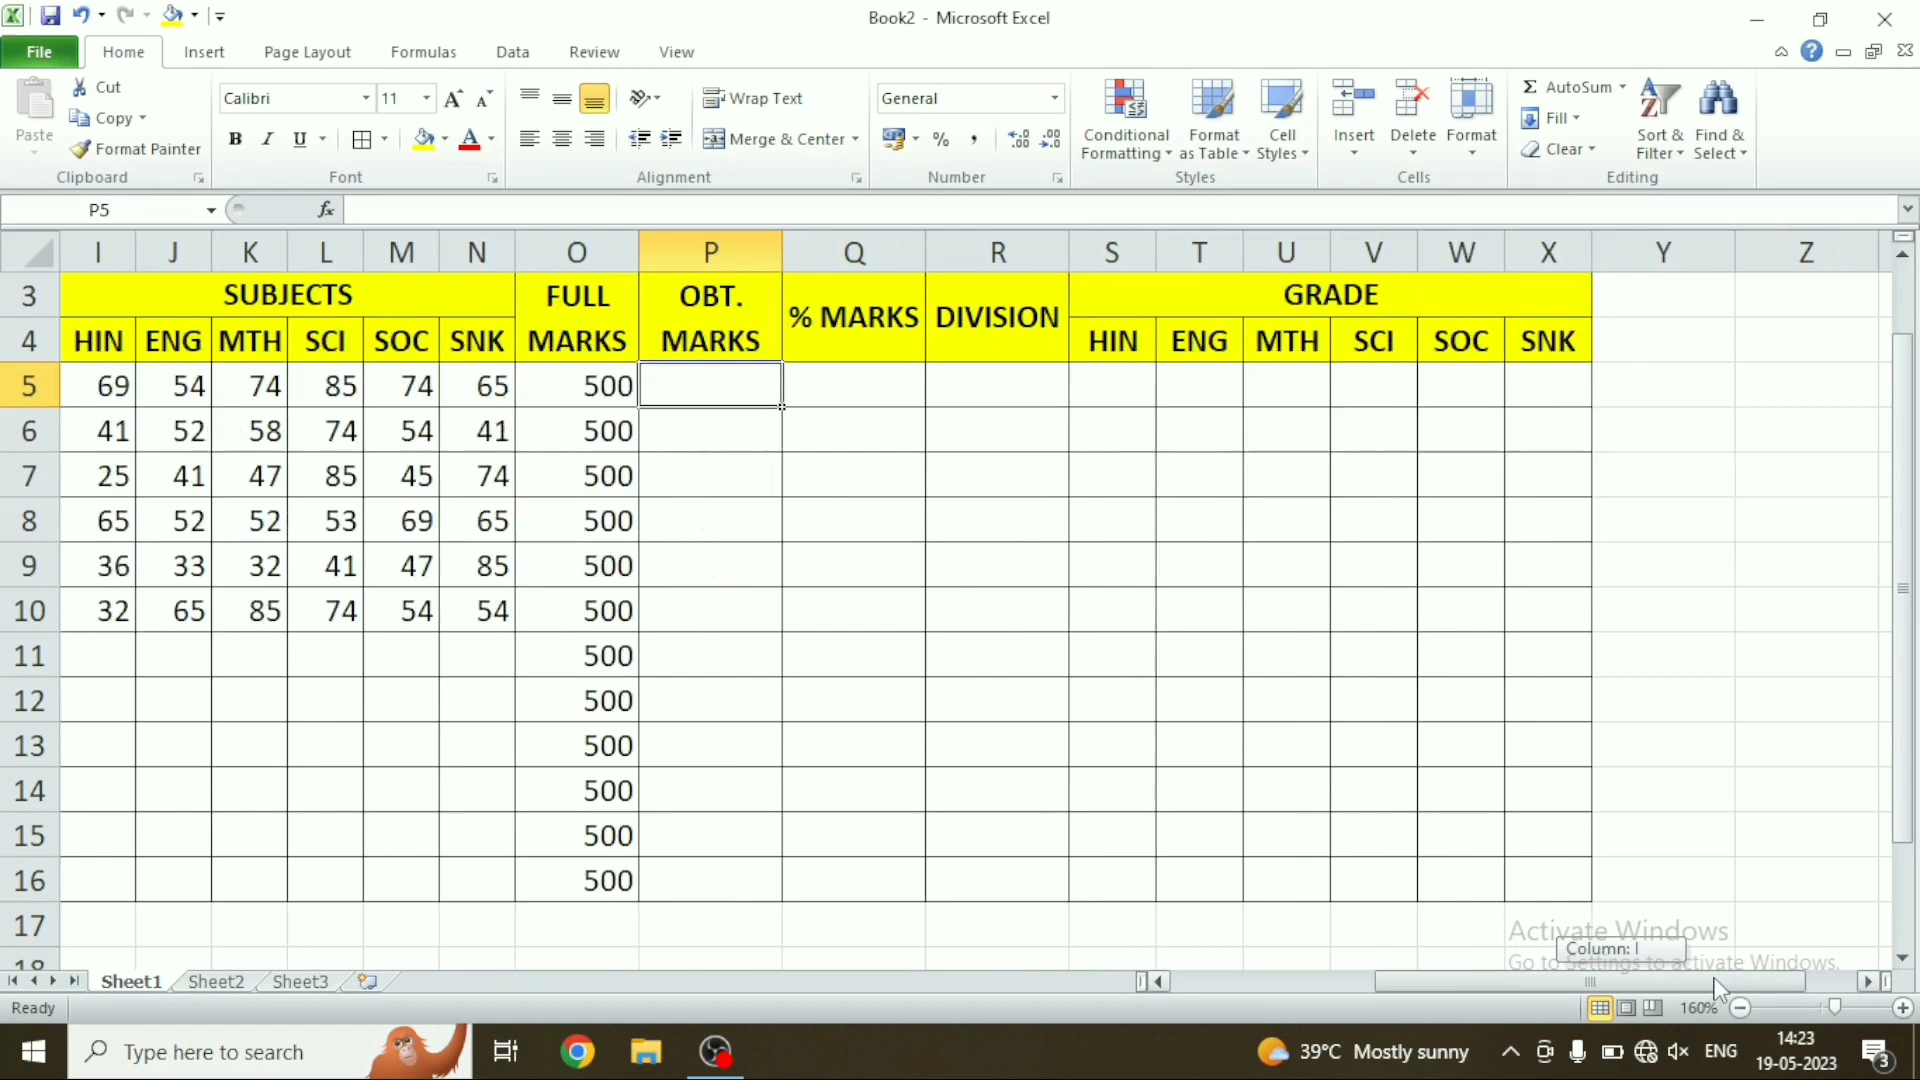 Book2 - Microsoft Excel
File Home Insert Page Layout Formulas Data Review View
Paste Cut Copy Format Painter Clipboard
Calibri 11 B I U Font
Wrap Text Merge & Center Alignment
General % , Number
Conditional Formatting Format as Table Cell Styles Styles
Insert Delete Format Cells
Σ AutoSum Fill Clear Sort & Filter Find & Select Editing
P5 fx
I J K L M N O P Q R S T U V W X Y Z
3 SUBJECTS FULL OBT. % MARKS DIVISION GRADE
4 HIN ENG MTH SCI SOC SNK MARKS MARKS HIN ENG MTH SCI SOC SNK
5 69 54 74 85 74 65 500
6 41 52 58 74 54 41 500
7 25 41 47 85 45 74 500
8 65 52 52 53 69 65 500
9 36 33 32 41 47 85 500
10 32 65 85 74 54 54 500
11 500
12 500
13 500
14 500
15 500
16 500
17
18
Activate Windows
Go to Settings to activate Windows.
Column: I
Sheet1 Sheet2 Sheet3
Ready 160%
Type here to search 39°C Mostly sunny ENG 14:23
19-05-2023 3